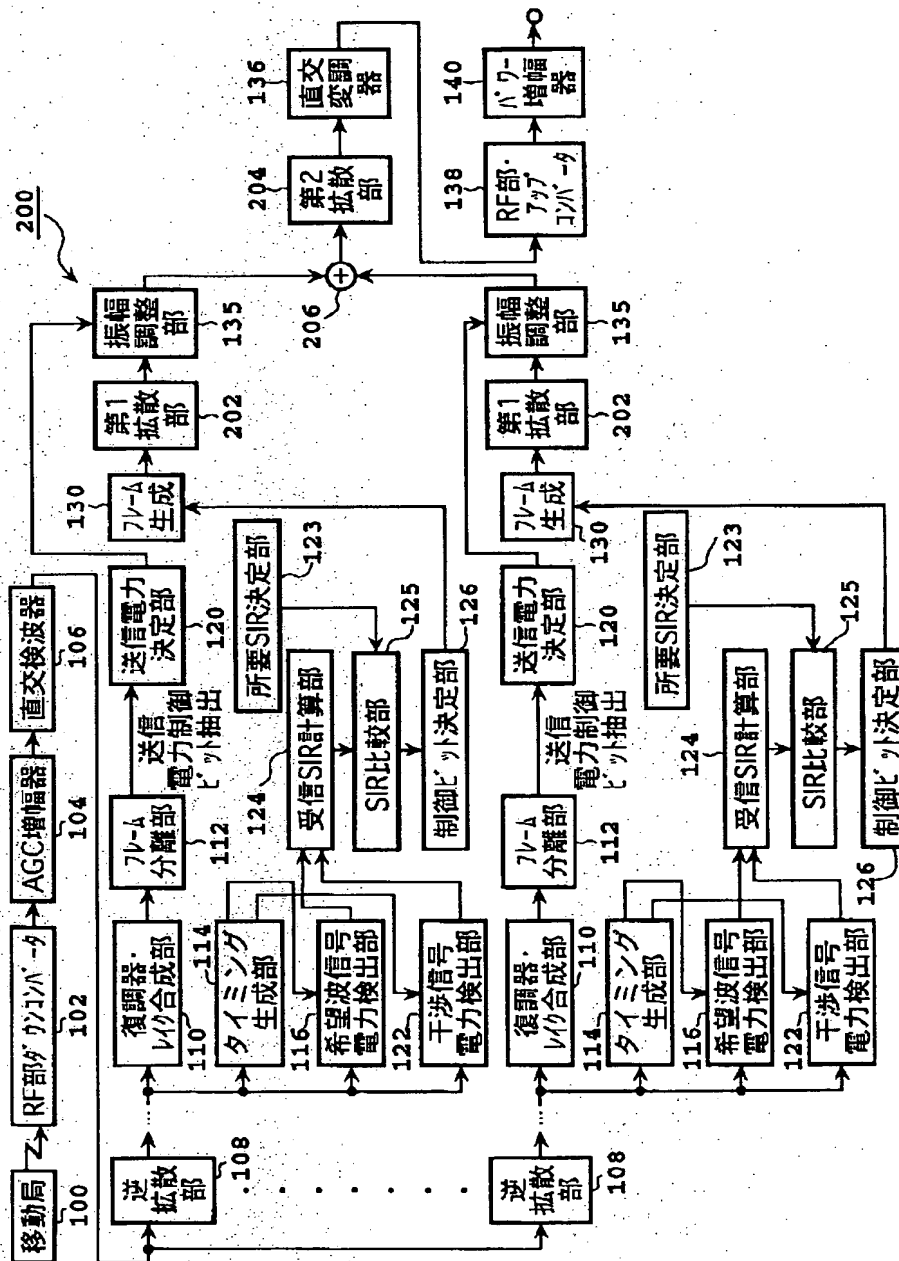 移動局
100
RF部ダウンコンバータ
102
AGC増幅器
104
直交検波器
106
200
逆
拡散
部
108
復調器・
レイク合成部
110
フレーム
分離部
112
送信
電力制御
ビット抽出
送信電力
決定部
120
タイミング
生成部
114
希望波信号
電力検出部
116
干渉信号
電力検出部
122
受信SIR計算部
124
所要SIR決定部
123
SIR比較部
125
制御ビット決定部
126
フレーム
生成
130
第1
拡散
部
202
振幅
調整
部
135
206
第2
拡散
部
204
直交
変調
器
136
RF部・
アップ
コンバータ
138
パワー
増幅
器
140
逆
拡散
部
108
復調器・
レイク合成部
110
フレーム
分離部
112
送信
電力制御
ビット抽出
送信電力
決定部
120
タイミング
生成部
114
希望波信号
電力検出部
116
干渉信号
電力検出部
122
受信SIR計算部
124
所要SIR決定部
123
SIR比較部
125
制御ビット決定部
126
フレーム
生成
130
第1
拡散
部
202
振幅
調整
部
135